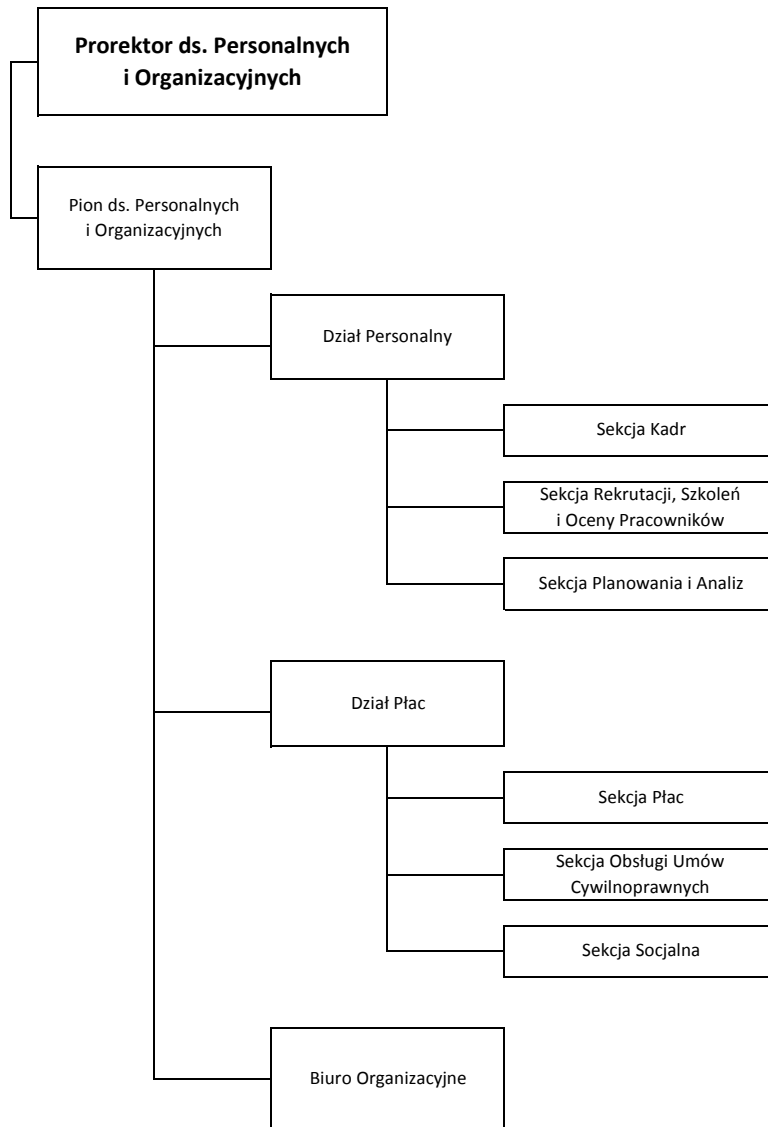 Prorektor ds. Personalnych
i Organizacyjnych
Pion ds. Personalnych
i Organizacyjnych
Dział Personalny
Sekcja Kadr
Sekcja Rekrutacji, Szkoleń
i Oceny Pracowników
Sekcja Planowania i Analiz
Dział Płac
Sekcja Płac
Sekcja Obsługi Umów
Cywilnoprawnych
Sekcja Socjalna
Biuro Organizacyjne